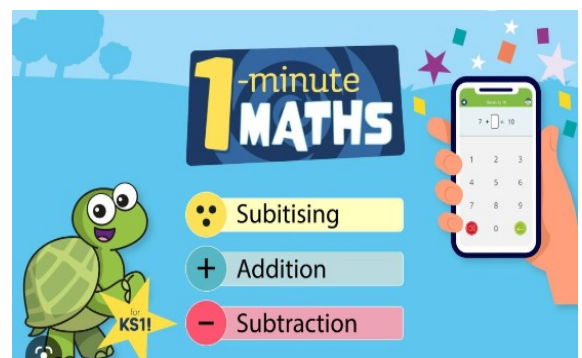 1-minute
MATHS
Subitising
+ Addition
- Subtraction
for
KS1!
7 + = 10
1 2 3
4 5 6
7 8 9
0